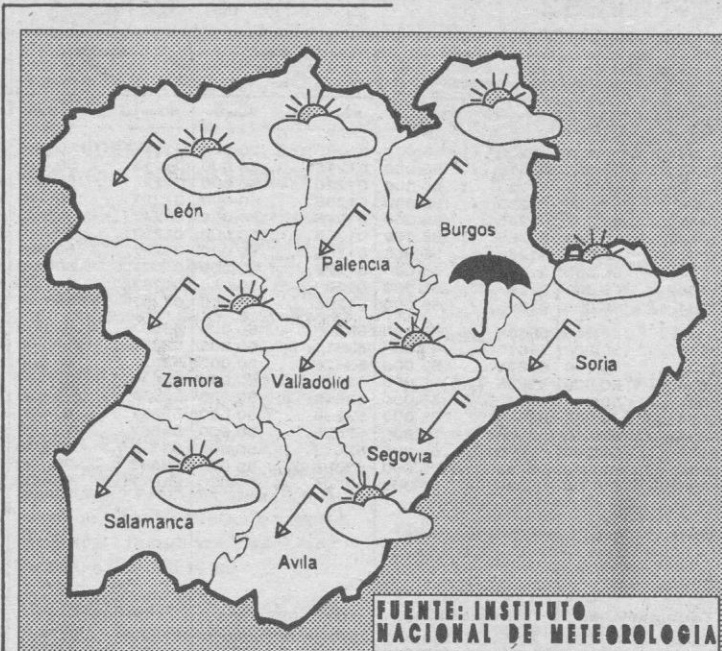 León
Burgos
Palencia
Soria
Zamora
Valladolid
Segovia
Salamanca
Avila
FUENTE: INSTITUTO
NACIONAL DE METEOROLOGIA